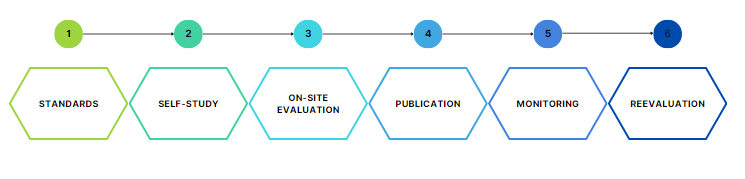 1 2 3 4 5 6
STANDARDS
SELF-STUDY
ON-SITE
EVALUATION
PUBLICATION
MONITORING
REEVALUATION